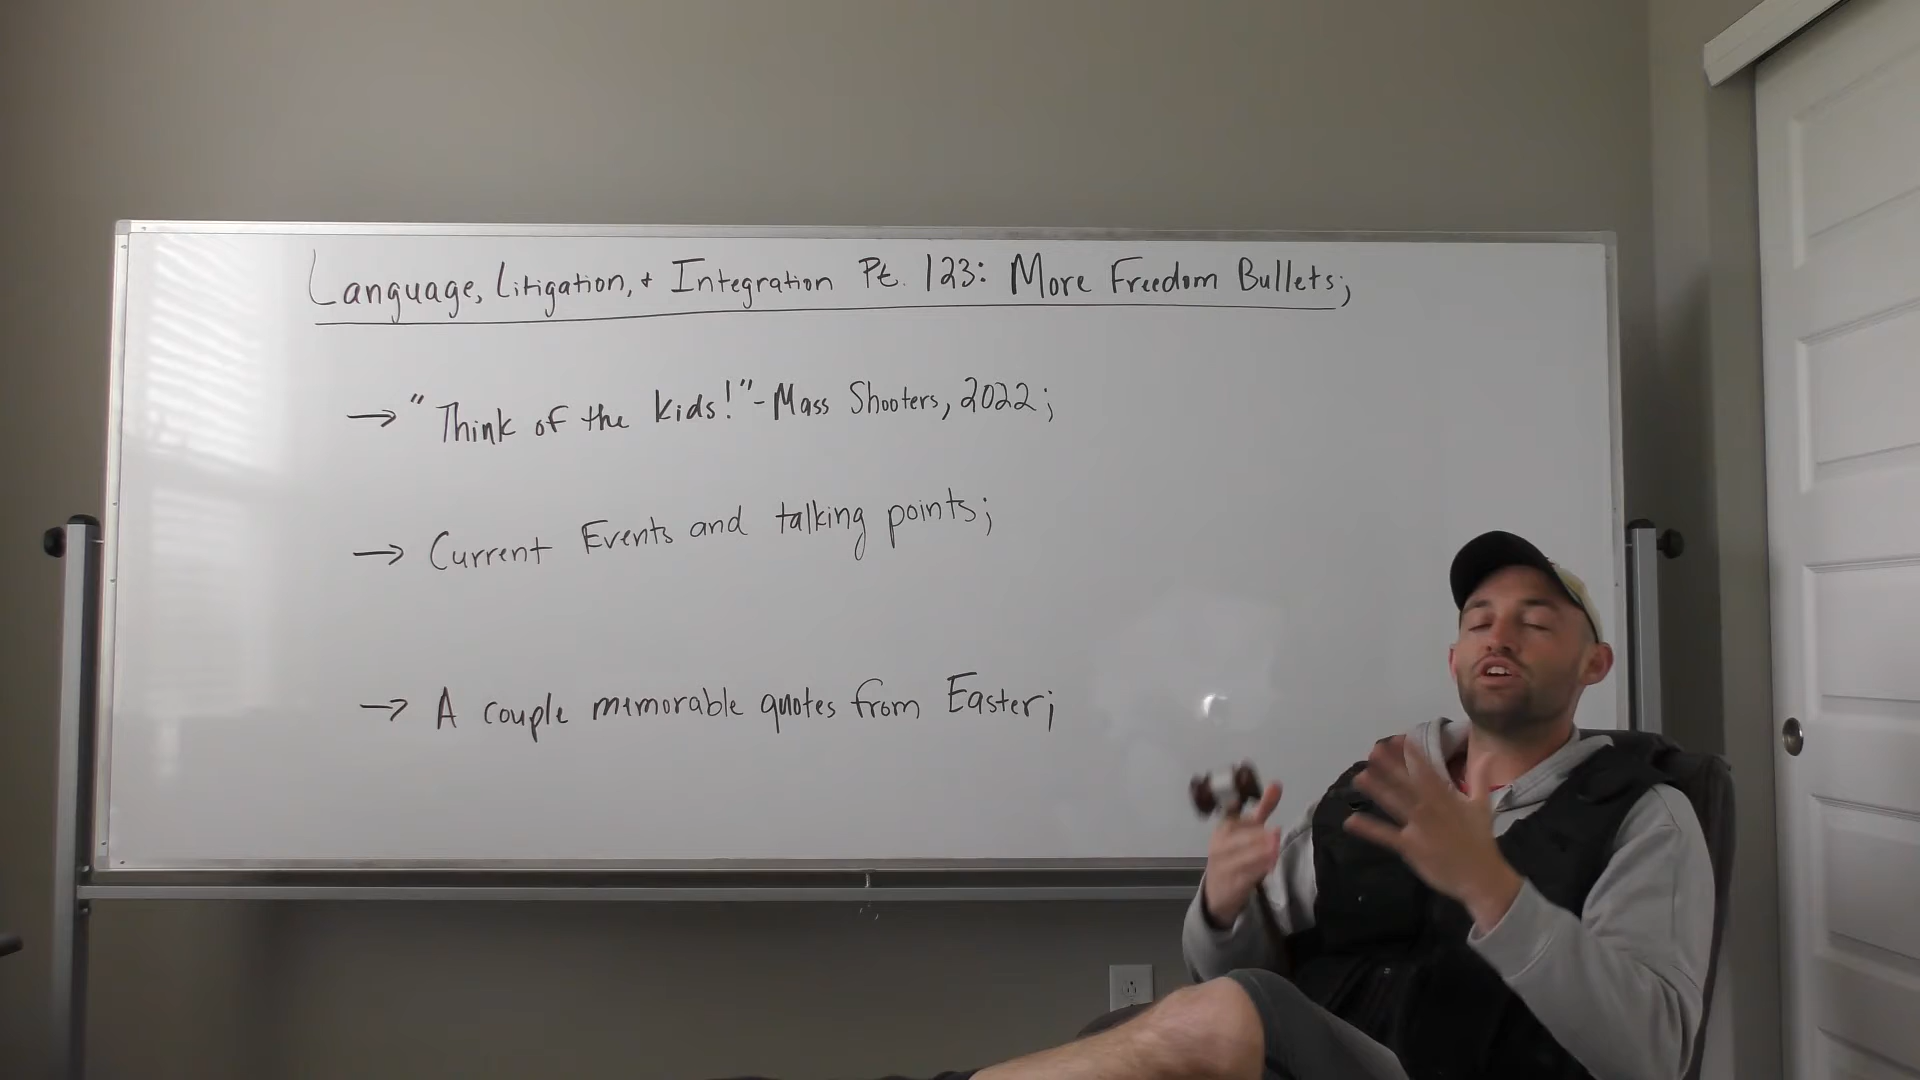 Language, Litigation, + Integration Pt. 123: More Freedom Bullets;
→ "Think of the kids!" - Mass Shooters, 2022;
→ Current Events and talking points;
→ A couple memorable quotes from Easter;